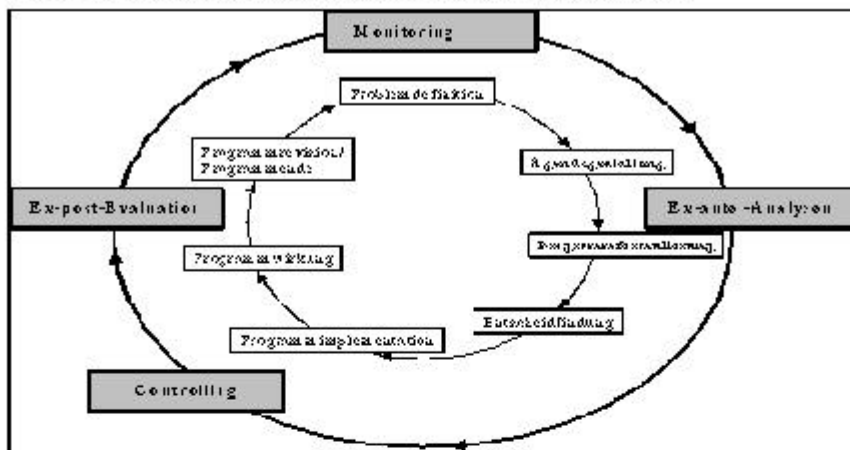 Monitoring
Problemdefinition
Programmrevision/
Programmende
Agendagestaltung
Ex-post-Evaluation
Ex-ante-Analysen
Programmformulierung
Programmwirkung
Entscheidfindung
Programmimplementation
Controlling